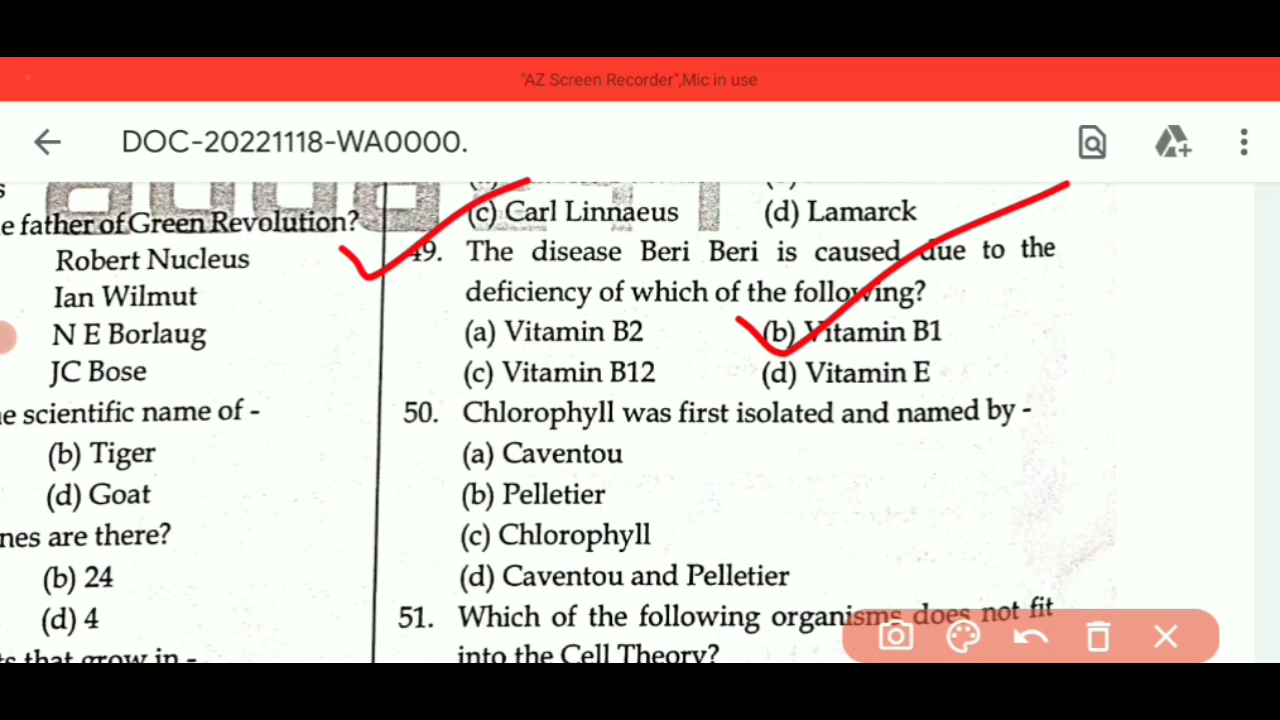 "AZ Screen Recorder",Mic in use
DOC-20221118-WA0000.
s
e father of Green Revolution?
Robert Nucleus
Ian Wilmut
N E Borlaug
JC Bose
e scientific name of -
(b) Tiger
(d) Goat
nes are there?
(b) 24
(d) 4
s that grow in -
(c) Carl Linnaeus (d) Lamarck
49. The disease Beri Beri is caused due to the
deficiency of which of the following?
(a) Vitamin B2 (b) Vitamin B1
(c) Vitamin B12 (d) Vitamin E
50. Chlorophyll was first isolated and named by -
(a) Caventou
(b) Pelletier
(c) Chlorophyll
(d) Caventou and Pelletier
51. Which of the following organisms does not fit
into the Cell Theory?